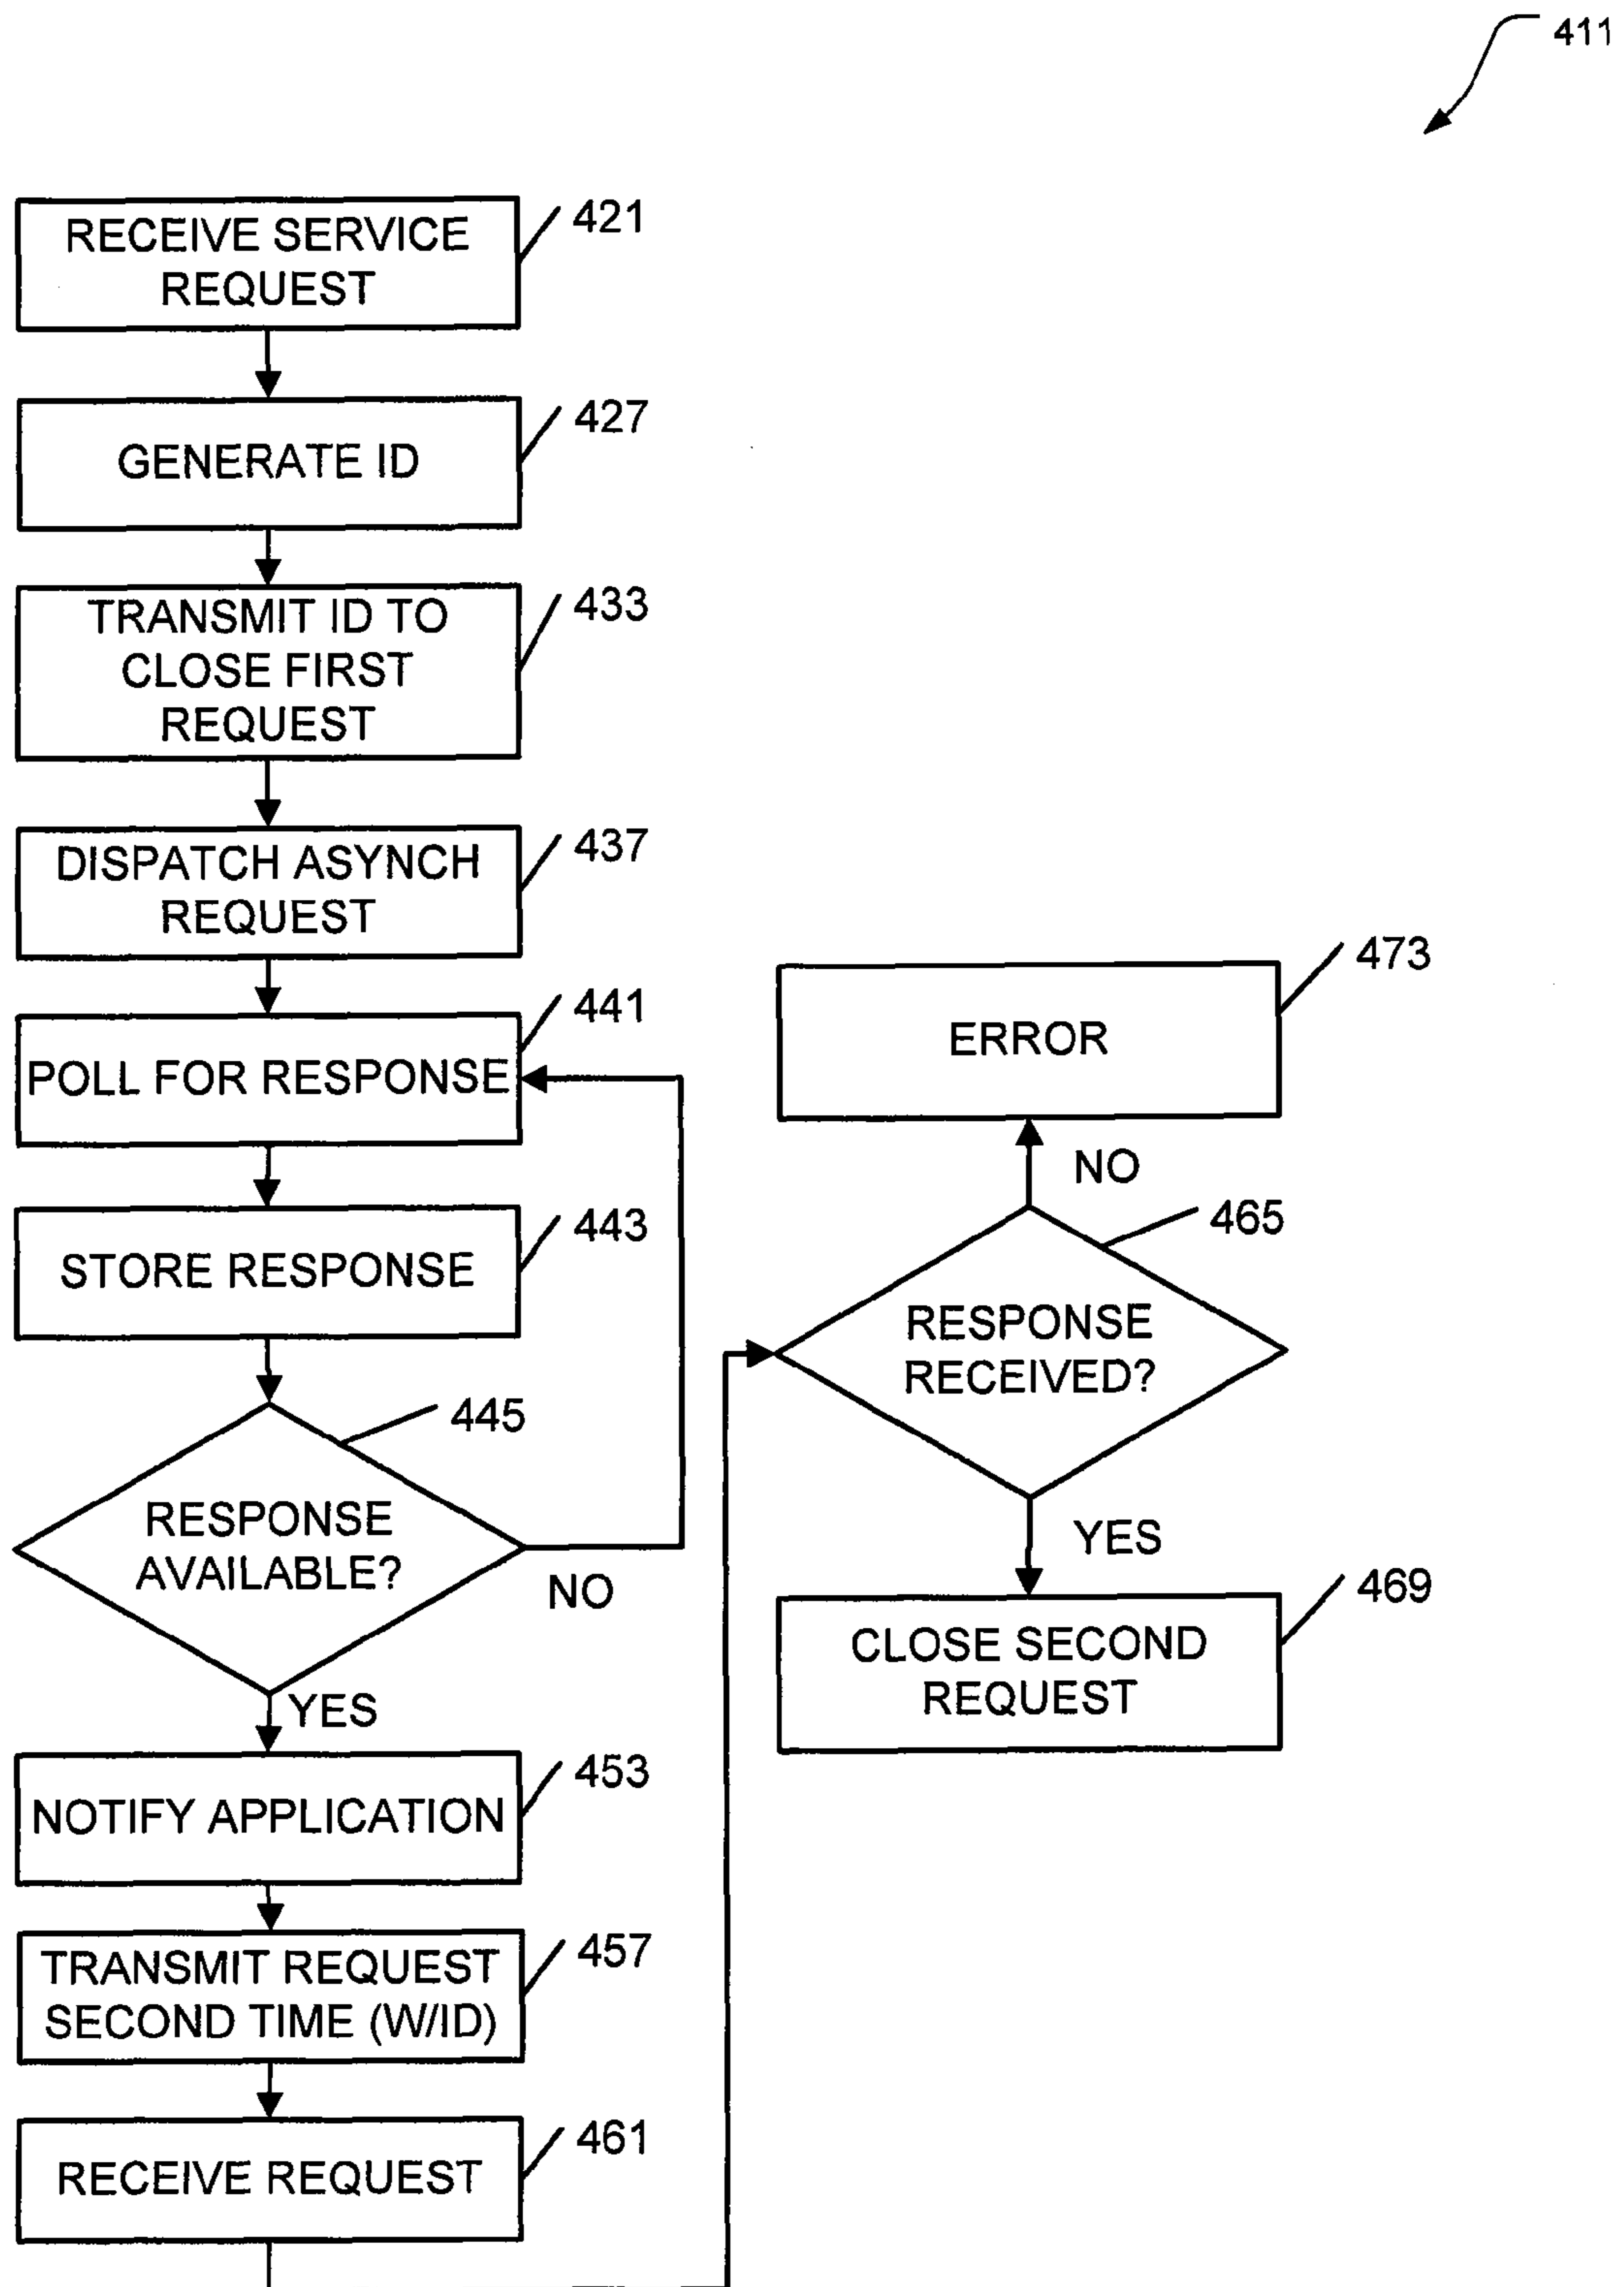 411
RECEIVE SERVICE
REQUEST
421
GENERATE ID
427
TRANSMIT ID TO
CLOSE FIRST
REQUEST
433
DISPATCH ASYNCH
REQUEST
437
POLL FOR RESPONSE
441
STORE RESPONSE
443
445
RESPONSE
AVAILABLE?
NO
YES
NOTIFY APPLICATION
453
TRANSMIT REQUEST
SECOND TIME (W/ID)
457
RECEIVE REQUEST
461
473
ERROR
NO
465
RESPONSE
RECEIVED?
YES
469
CLOSE SECOND
REQUEST